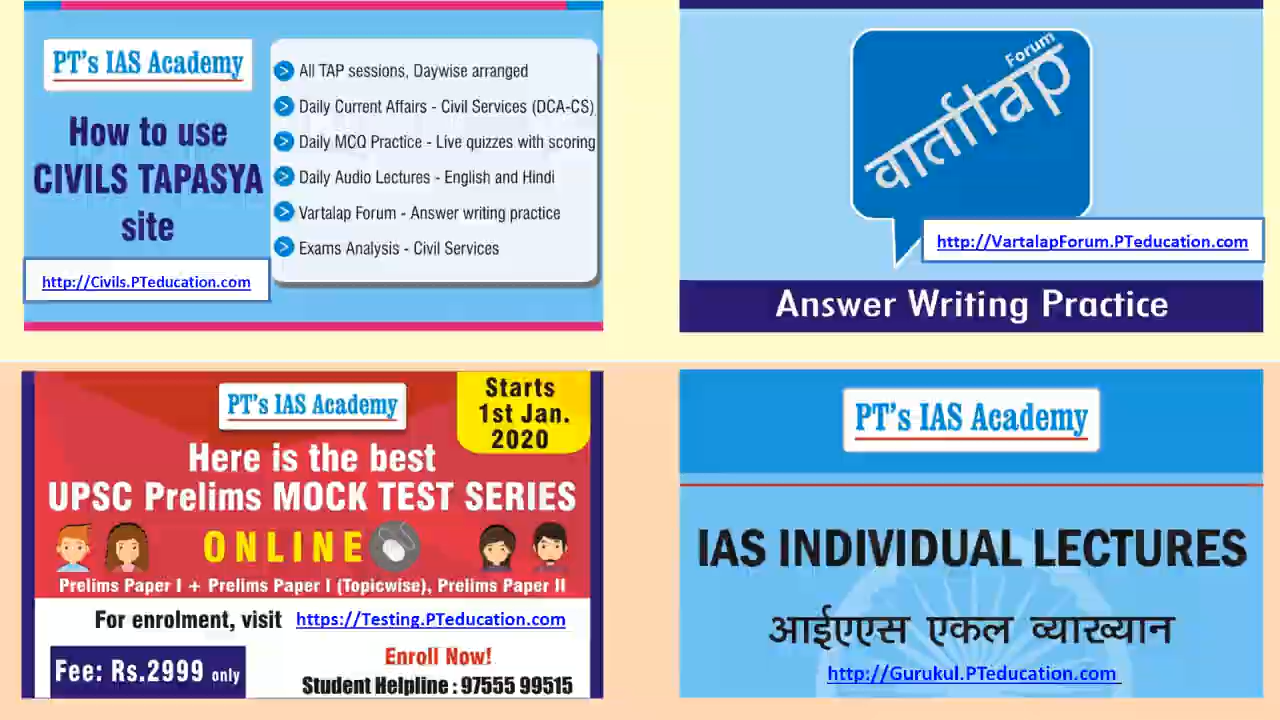 PT's IAS Academy
How to use
CIVILS TAPASYA
site
http://Civils.PTeducation.com
All TAP sessions, Daywise arranged
Daily Current Affairs - Civil Services (DCA-CS)
Daily MCQ Practice - Live quizzes with scoring
Daily Audio Lectures - English and Hindi
Vartalap Forum - Answer writing practice
Exams Analysis - Civil Services
Forum
वार्ताlap
http://VartalapForum.PTeducation.com
Answer Writing Practice
PT's IAS Academy
Starts
1st Jan.
2020
Here is the best
UPSC Prelims MOCK TEST SERIES
ONLINE
Prelims Paper I + Prelims Paper I (Topicwise), Prelims Paper II
For enrolment, visit https://Testing.PTeducation.com
Fee: Rs.2999 only
Enroll Now!
Student Helpline : 97555 99515
PT's IAS Academy
IAS INDIVIDUAL LECTURES
आईएएस एकल व्याख्यान
http://Gurukul.PTeducation.com